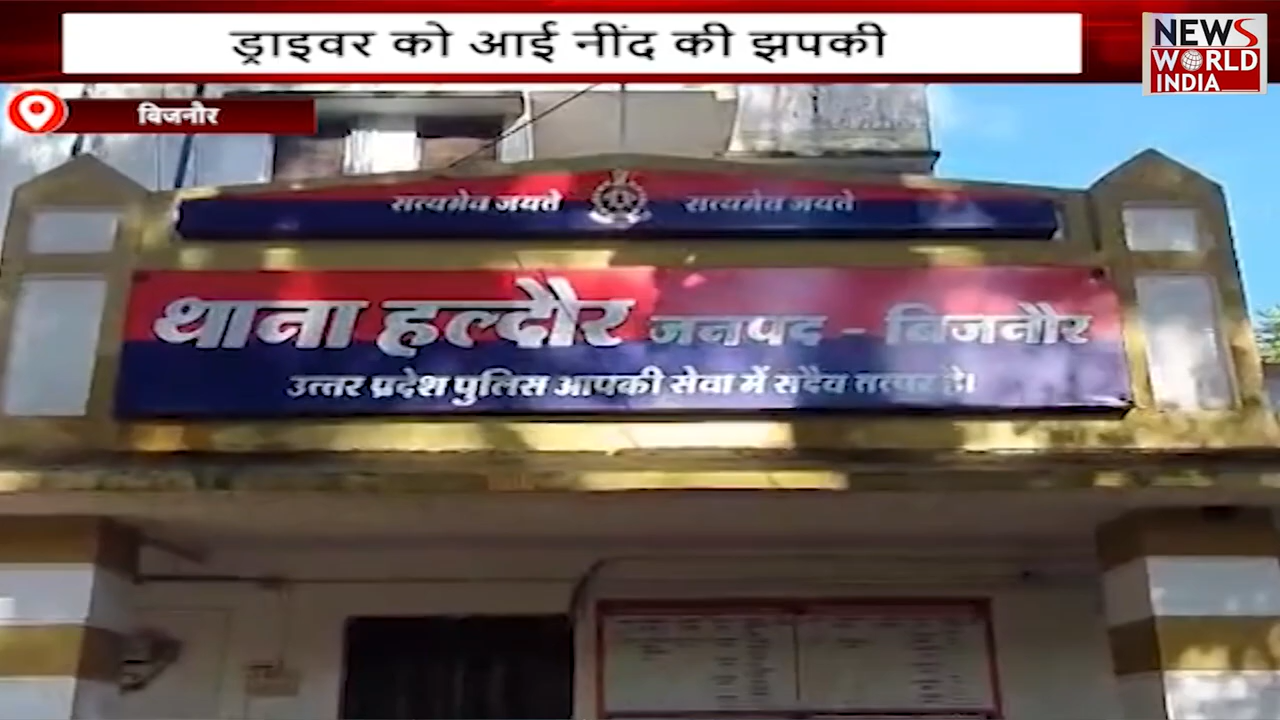 ड्राइवर को आई नींद की झपकी
NEWS
WORLD
INDIA
बिजनौर
सत्यमेव जयते सत्यमेव जयते
थाना हल्दौर जनपद - बिजनौर
उत्तर प्रदेश पुलिस आपकी सेवा में सदैव तत्पर है।